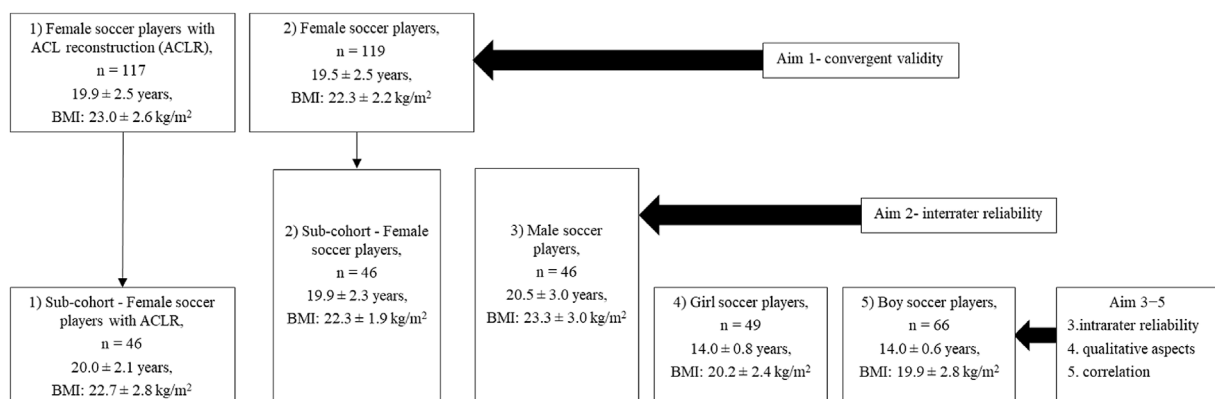 1) Female soccer players with
ACL reconstruction (ACLR),
n = 117
19.9 ± 2.5 years,
BMI: 23.0 ± 2.6 kg/m²
2) Female soccer players,
n = 119
19.5 ± 2.5 years,
BMI: 22.3 ± 2.2 kg/m²
Aim 1- convergent validity
2) Sub-cohort - Female
soccer players,
n = 46
19.9 ± 2.3 years,
BMI: 22.3 ± 1.9 kg/m²
3) Male soccer
players,
n = 46
20.5 ± 3.0 years,
BMI: 23.3 ± 3.0 kg/m²
Aim 2- interrater reliability
1) Sub-cohort - Female soccer
players with ACLR,
n = 46
20.0 ± 2.1 years,
BMI: 22.7 ± 2.8 kg/m²
4) Girl soccer players,
n = 49
14.0 ± 0.8 years,
BMI: 20.2 ± 2.4 kg/m²
5) Boy soccer players,
n = 66
14.0 ± 0.6 years,
BMI: 19.9 ± 2.8 kg/m²
Aim 3−5
3.intrarater reliability
4. qualitative aspects
5. correlation